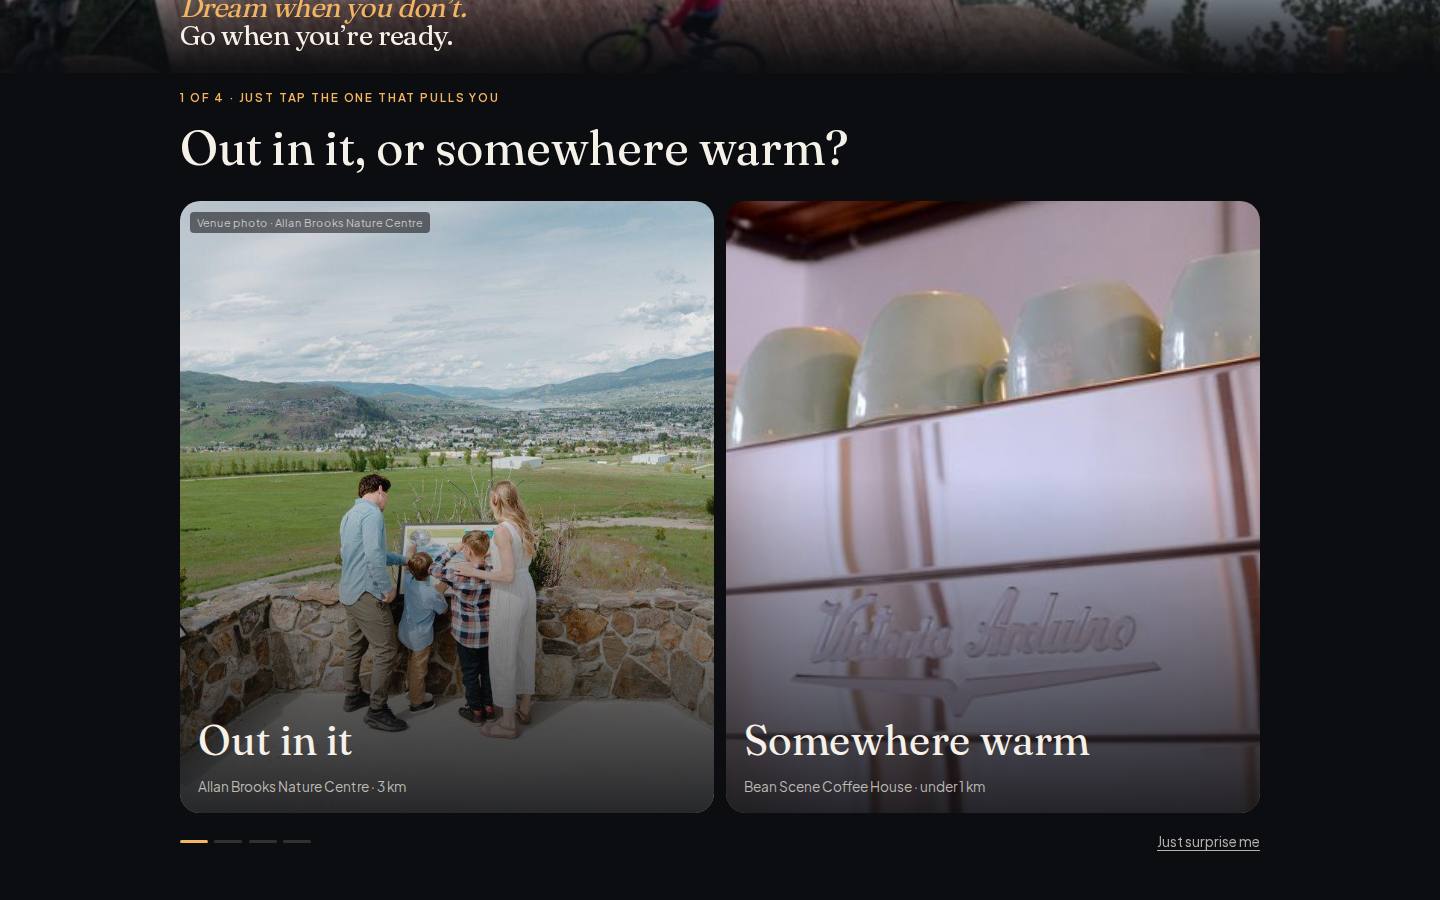 Dream when you don't.
Go when you’re ready.
1 OF 4 · JUST TAP THE ONE THAT PULLS YOU
Out in it, or somewhere warm?
Venue photo · Allan Brooks Nature Centre
Victoria Arduino
Out in it
Allan Brooks Nature Centre · 3 km
Somewhere warm
Bean Scene Coffee House · under 1 km
Just surprise me